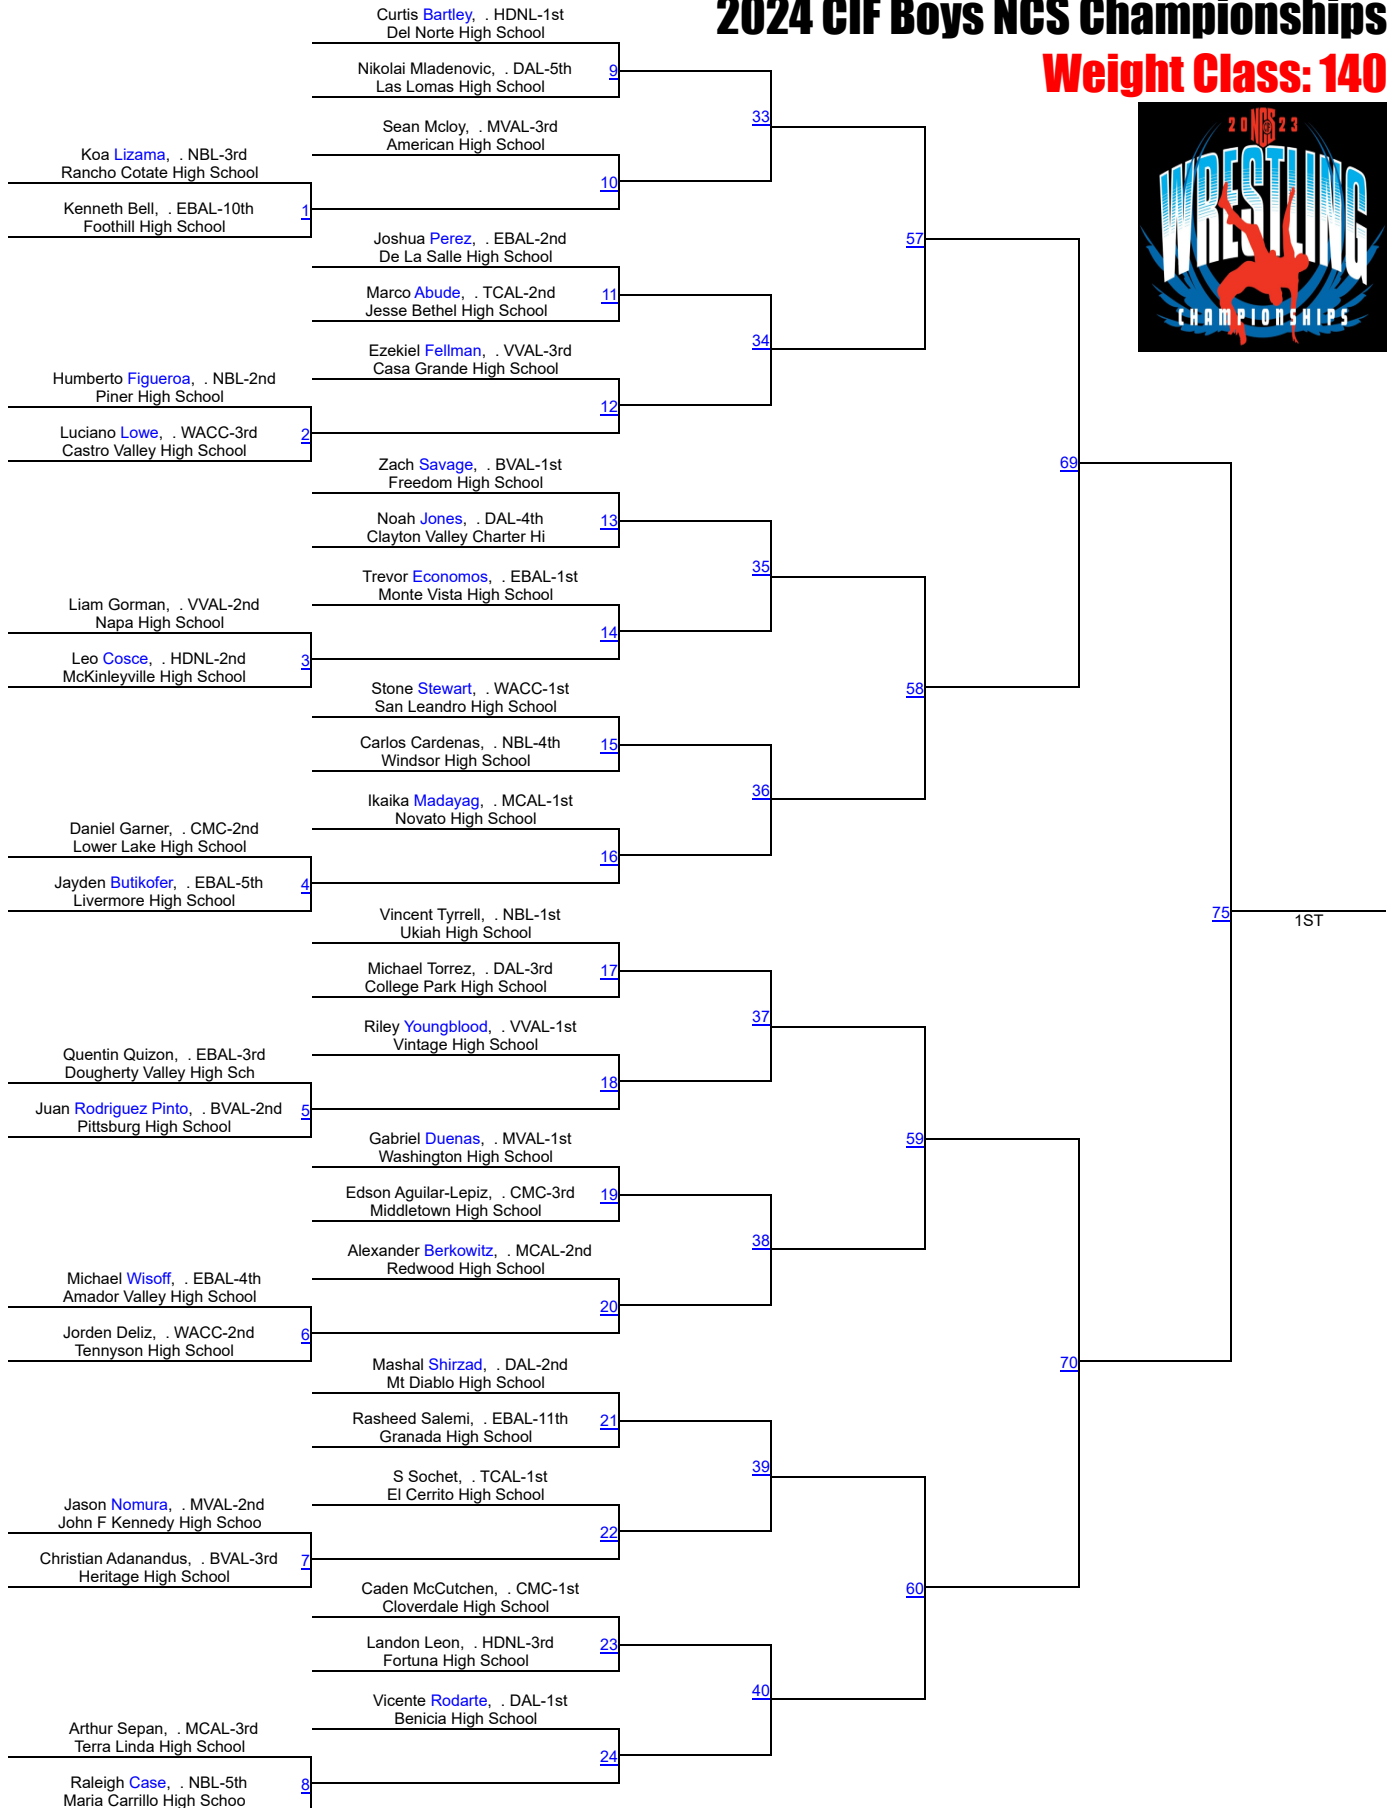 2024 CIF Boys NCS Championships
Weight Class: 140
20 NCS 23
WRESTLING
CHAMPIONSHIPS
Curtis Bartley, . HDNL-1st
Del Norte High School
Nikolai Mladenovic, . DAL-5th
9
Las Lomas High School
33
Sean Mcloy, . MVAL-3rd
American High School
Koa Lizama, . NBL-3rd
Rancho Cotate High School
10
Kenneth Bell, . EBAL-10th
1
Foothill High School
Joshua Perez, . EBAL-2nd
57
De La Salle High School
Marco Abude, . TCAL-2nd
11
Jesse Bethel High School
34
Ezekiel Fellman, . VVAL-3rd
Casa Grande High School
Humberto Figueroa, . NBL-2nd
Piner High School
12
Luciano Lowe, . WACC-3rd
2
Castro Valley High School
Zach Savage, . BVAL-1st
69
Freedom High School
Noah Jones, . DAL-4th
13
Clayton Valley Charter Hi
35
Trevor Economos, . EBAL-1st
Monte Vista High School
Liam Gorman, . VVAL-2nd
Napa High School
14
Leo Cosce, . HDNL-2nd
3
McKinleyville High School
Stone Stewart, . WACC-1st
58
San Leandro High School
Carlos Cardenas, . NBL-4th
15
Windsor High School
36
Ikaika Madayag, . MCAL-1st
Novato High School
Daniel Garner, . CMC-2nd
Lower Lake High School
16
Jayden Butikofer, . EBAL-5th
4
Livermore High School
Vincent Tyrrell, . NBL-1st
75
1ST
Ukiah High School
Michael Torrez, . DAL-3rd
17
College Park High School
37
Riley Youngblood, . VVAL-1st
Vintage High School
Quentin Quizon, . EBAL-3rd
Dougherty Valley High Sch
18
Juan Rodriguez Pinto, . BVAL-2nd
5
Pittsburg High School
Gabriel Duenas, . MVAL-1st
59
Washington High School
Edson Aguilar-Lepiz, . CMC-3rd
19
Middletown High School
38
Alexander Berkowitz, . MCAL-2nd
Redwood High School
Michael Wisoff, . EBAL-4th
Amador Valley High School
20
Jorden Deliz, . WACC-2nd
6
Tennyson High School
Mashal Shirzad, . DAL-2nd
70
Mt Diablo High School
Rasheed Salemi, . EBAL-11th
21
Granada High School
39
S Sochet, . TCAL-1st
El Cerrito High School
Jason Nomura, . MVAL-2nd
John F Kennedy High Schoo
22
Christian Adanandus, . BVAL-3rd
7
Heritage High School
Caden McCutchen, . CMC-1st
60
Cloverdale High School
Landon Leon, . HDNL-3rd
23
Fortuna High School
40
Vicente Rodarte, . DAL-1st
Benicia High School
Arthur Sepan, . MCAL-3rd
Terra Linda High School
24
Raleigh Case, . NBL-5th
8
Maria Carrillo High Schoo